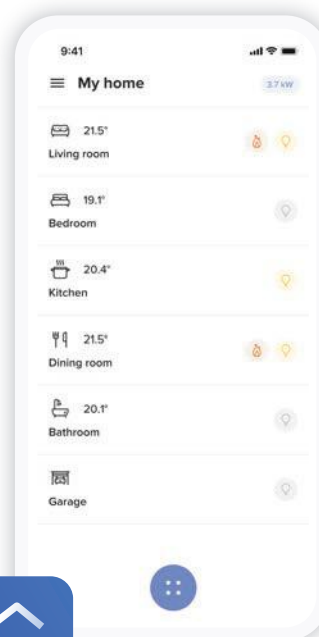 9:41
My home
3.7 kW
21.5°
Living room
19.1°
Bedroom
20.4°
Kitchen
21.5°
Dining room
20.1°
Bathroom
Garage